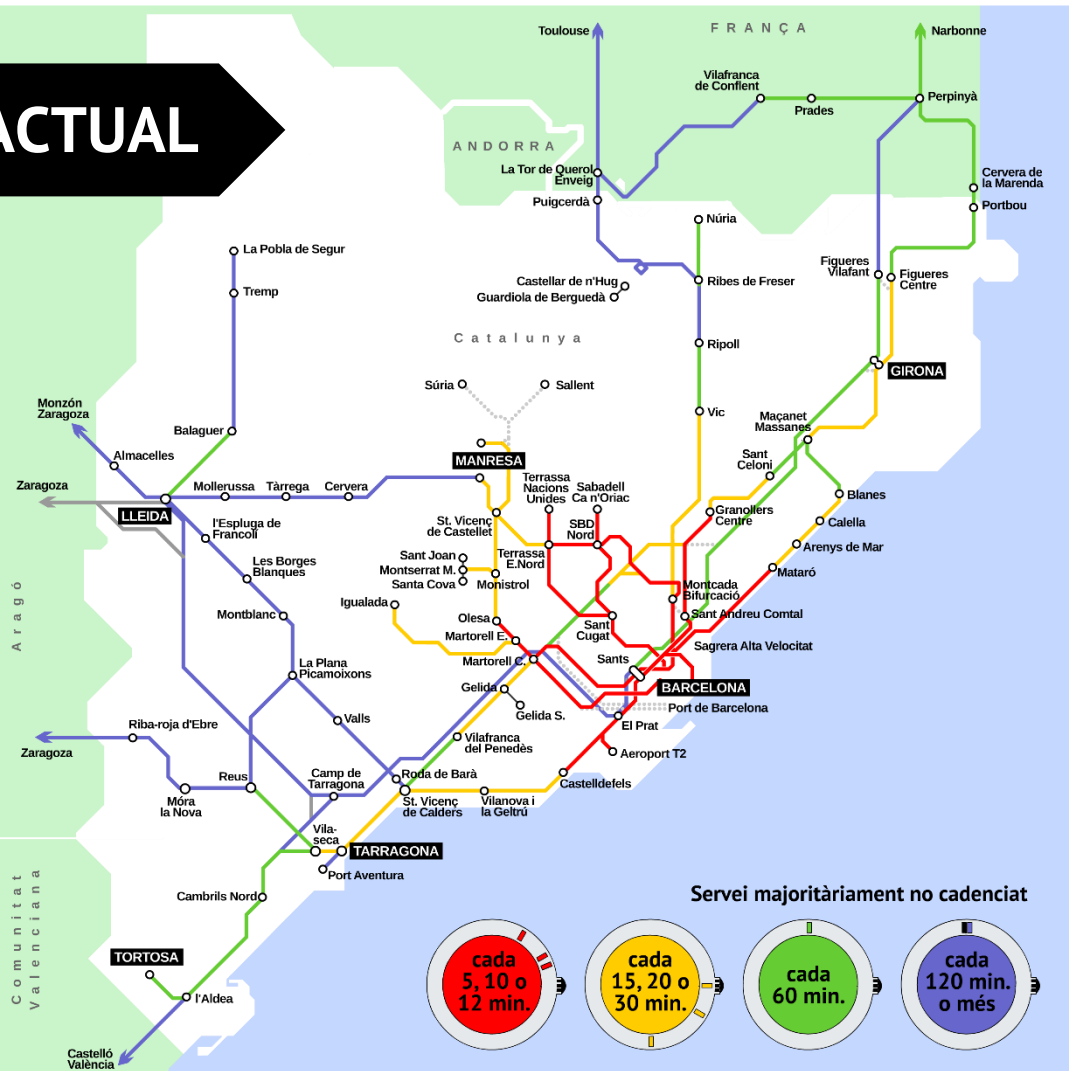 ACTUAL
Toulouse
FRANÇA
Narbonne
Vilafranca
de Conflent
Prades
Perpinyà
ANDORRA
La Tor de Querol
Enveig
Puigcerdà
Cervera de
la Marenda
Portbou
Núria
La Pobla de Segur
Tremp
Castellar de n'Hug
Guardiola de Berguedà
Ribes de Freser
Figueres
Vilafant
Figueres
Centre
Catalunya
Ripoll
GIRONA
Súria
Sallent
Monzón
Zaragoza
Balaguer
Vic
Maçanet
Massanes
Almacelles
MANRESA
Sant
Celoni
Zaragoza
Mollerussa
Tàrrega
Cervera
Terrassa
Nacions
Unides
Sabadell
Ca n'Oriac
Blanes
LLEIDA
l'Espluga de
Francolí
St. Vicenç
de Castellet
SBD
Nord
Granollers
Centre
Calella
Les Borges
Blanques
Sant Joan
Montserrat M.
Santa Cova
Monistrol
Terrassa
E.Nord
Arenys de Mar
Mataró
Aragó
Montblanc
Igualada
Olesa
Martorell E.
Martorell C.
Sant
Cugat
Montcada
Bifurcació
Sant Andreu Comtal
Sagrera Alta Velocitat
La Plana
Picamoixons
Sants
BARCELONA
Gelida
Gelida S.
Port de Barcelona
El Prat
Riba-roja d'Ebre
Valls
Vilafranca
del Penedès
Aeroport T2
Zaragoza
Reus
Camp de
Tarragona
Roda de Barà
Castelldefels
Móra
la Nova
St. Vicenç
de Calders
Vilanova i
la Geltrú
Vila-
seca
TARRAGONA
Port Aventura
Cambrils Nord
Comunitat
Valenciana
TORTOSA
l'Aldea
Castelló
València
Servei majoritàriament no cadenciat
cada
5, 10 o
12 min.
cada
15, 20 o
30 min.
cada
60 min.
cada
120 min.
o més